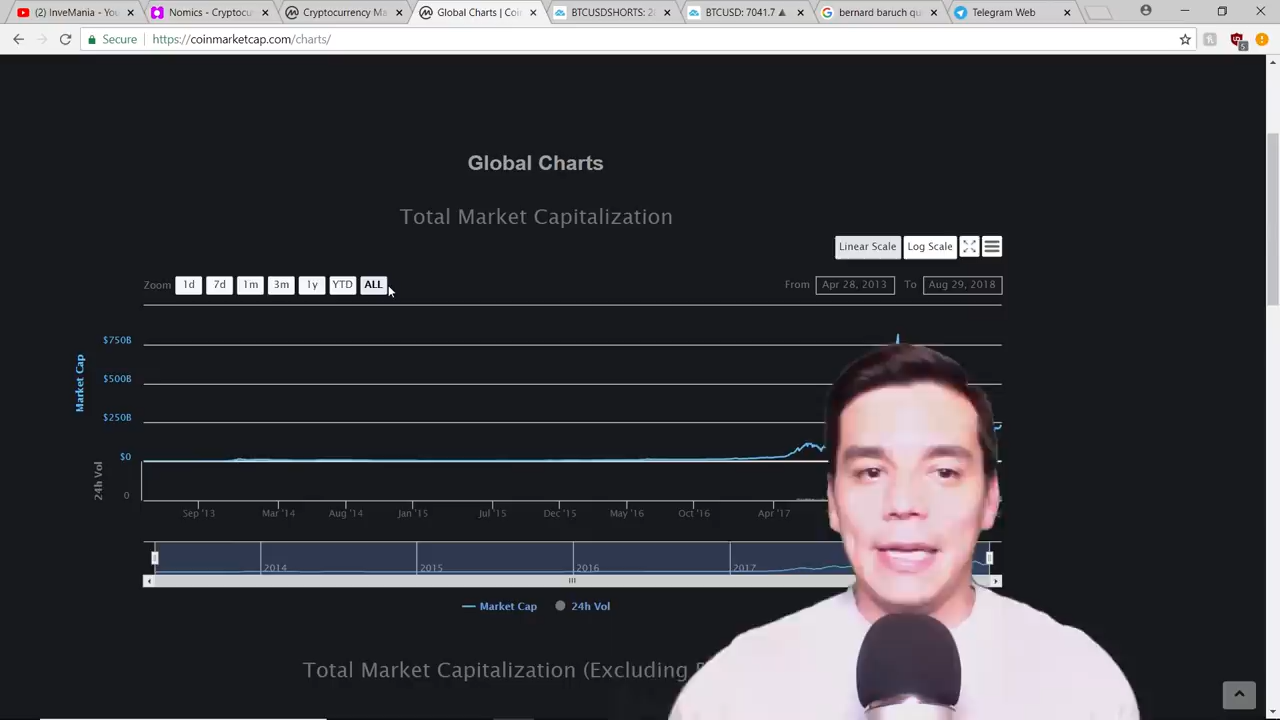 (2) InveMania - You
Nomics - Cryptocu
Cryptocurrency Ma
Global Charts | Coi
BTCUSDSHORTS: 2
BTCUSD: 7041.7 ▲
bernard baruch qu
Telegram Web
Secure
https://coinmarketcap.com/charts/
5
Global Charts
Total Market Capitalization
Linear Scale
Log Scale
Zoom 1d 7d 1m 3m 1y YTD ALL
From Apr 28, 2013 To Aug 29, 2018
$750B
$500B
$250B
$0
0
Market Cap
24h Vol
Sep '13 Mar '14 Aug '14 Jan '15 Jul '15 Dec '15 May '16 Oct '16 Apr '17
2014 2015 2016 2017
Market Cap 24h Vol
Total Market Capitalization (Excluding